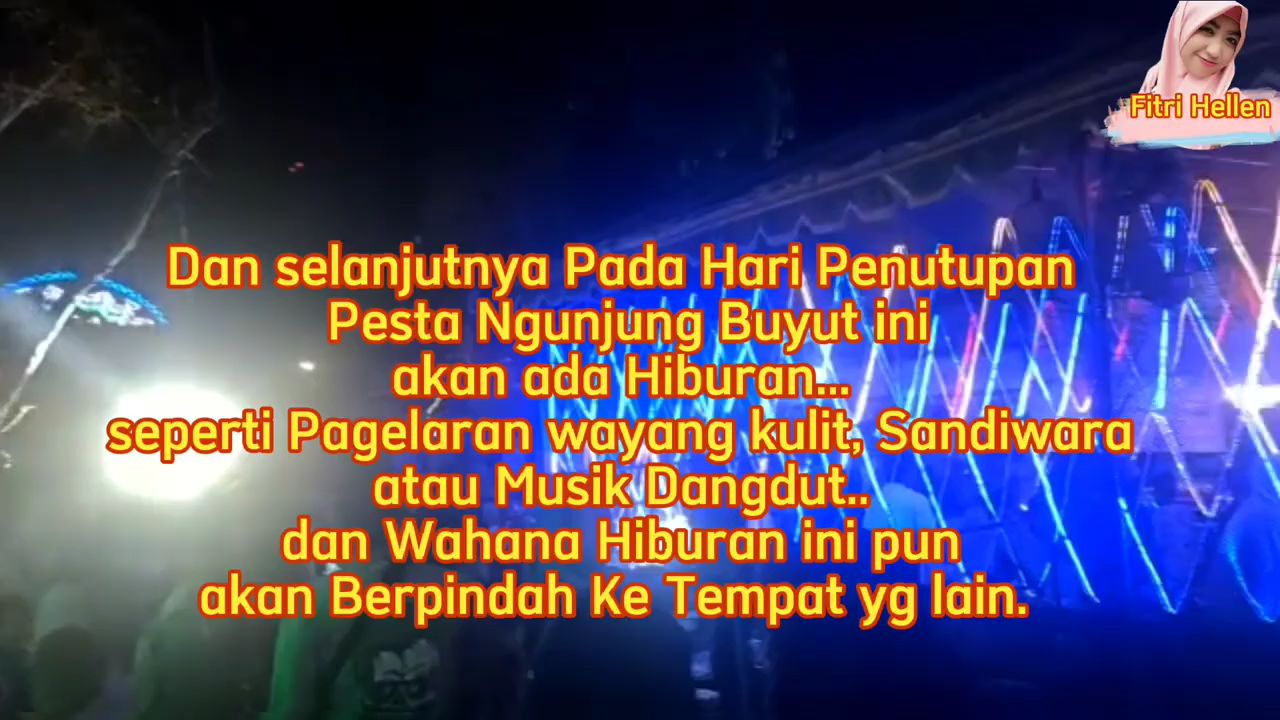 Fitri Hellen
Dan selanjutnya Pada Hari Penutupan
Pesta Ngunjung Buyut ini
akan ada Hiburan...
seperti Pagelaran wayang kulit, Sandiwara
atau Musik Dangdut..
dan Wahana Hiburan ini pun
akan Berpindah Ke Tempat yg lain.